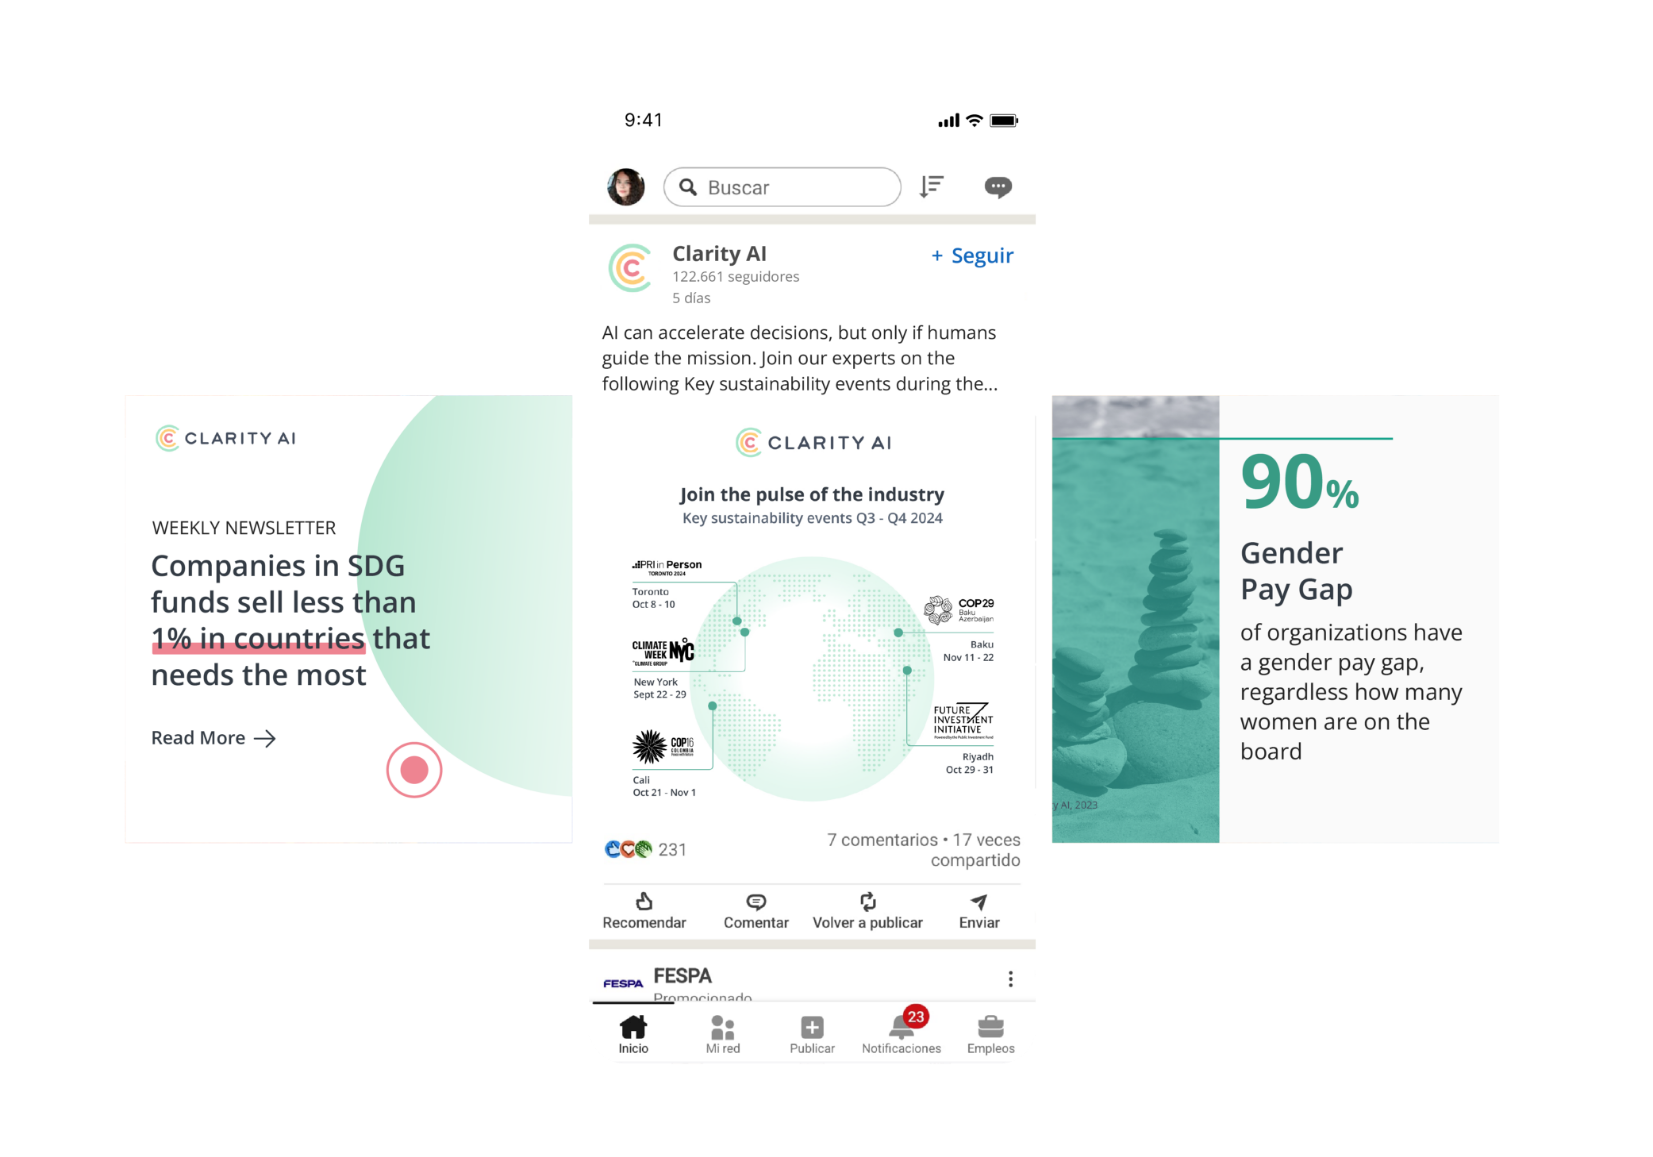 9:41
Buscar
Clarity AI
+ Seguir
122.661 seguidores
5 días
AI can accelerate decisions, but only if humans
guide the mission. Join our experts on the
following Key sustainability events during the...
CLARITY AI
WEEKLY NEWSLETTER
Companies in SDG
funds sell less than
1% in countries that
needs the most
Read More
CLARITY AI
Join the pulse of the industry
Key sustainability events Q3 - Q4 2024
PRI in Person
TORONTO 2024
Toronto
Oct 8 - 10
CLIMATE
WEEK NYC
CLIMATE GROUP
New York
Sept 22 - 29
COP16
COLOMBIA
Cali
Oct 21 - Nov 1
COP29
Baku
Azerbaijan
Baku
Nov 11 - 22
FUTURE
INVESTMENT
INITIATIVE
Riyadh
Oct 29 - 31
231
7 comentarios • 17 veces
compartido
Recomendar
Comentar
Volver a publicar
Enviar
FESPA
FESPA
Promocionado
Inicio
Mi red
Publicar
23
Notificaciones
Empleos
90%
Gender
Pay Gap
of organizations have
a gender pay gap,
regardless how many
women are on the
board
y AI, 2023